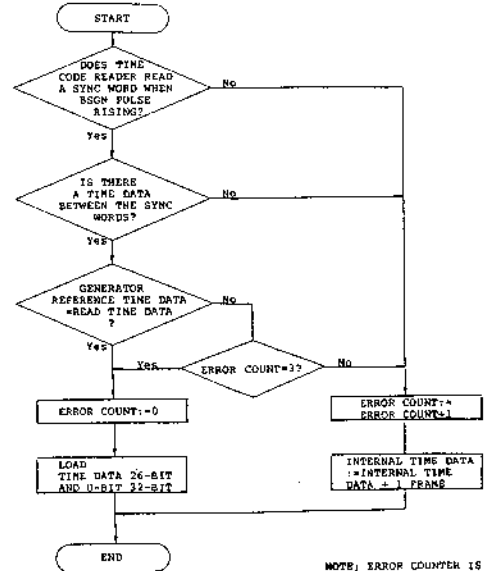 START
DOES TIME
CODE READER READ
A SYNC WORD WHEN
BSGN PULSE
RISING?
No
Yes
IS THERE
A TIME DATA
BETWEEN THE SYNC
WORDS?
No
Yes
GENERATOR
REFERENCE TIME DATA
=READ TIME DATA
?
No
Yes
Yes
ERROR COUNT=3?
No
ERROR COUNT:=0
ERROR COUNT:=
ERROR COUNT+1
LOAD
TIME DATA 26-BIT
AND U-BIT 32-BIT
INTERNAL TIME DATA
:=INTERNAL TIME
DATA + 1 FRAME
END
NOTE; ERROR COUNTER IS